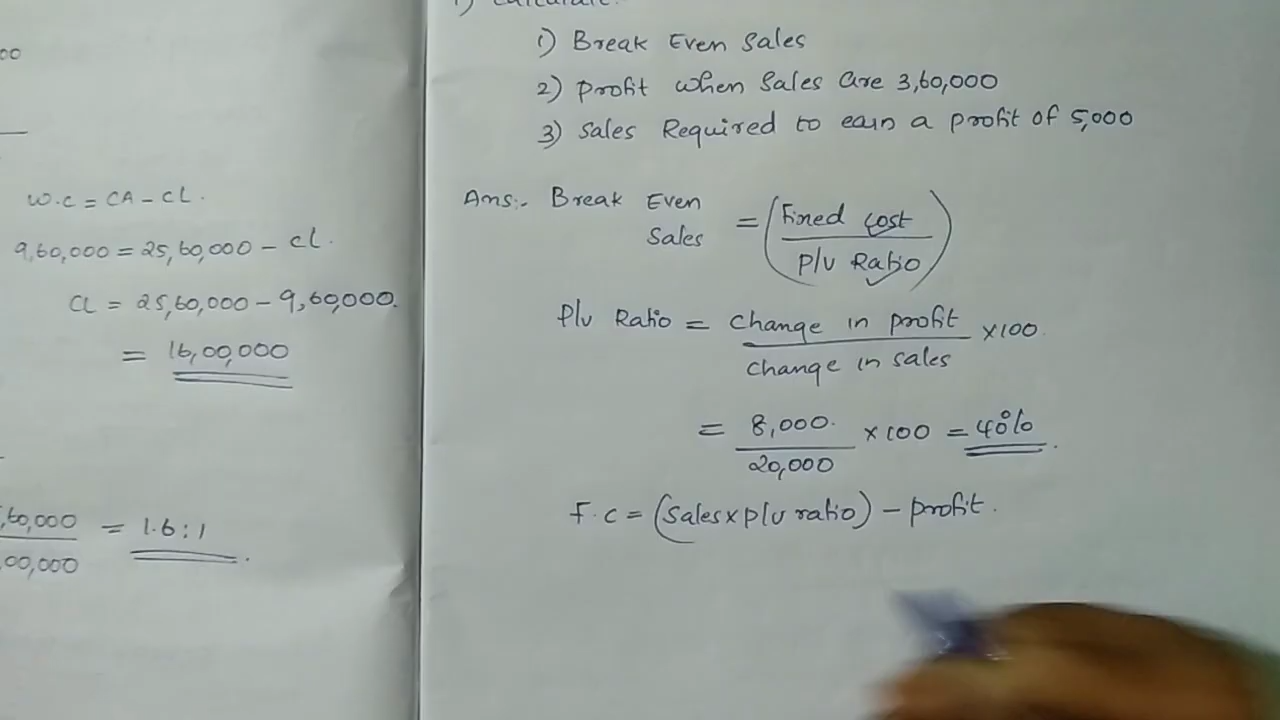 00
W.C = CA - CL.
9,60,000 = 25,60,000 - CL.
CL = 25,60,000 - 9,60,000.
= 16,00,000
,60,000 = 1.6:1
00,000
1) Calculate:
1) Break Even Sales
2) Profit when Sales are 3,60,000
3) Sales Required to earn a profit of 5,000
Ans:- Break Even Sales = (Fixed Cost
P/V Ratio)
P/V Ratio = Change in profit ×100.
Change in Sales
= 8,000. ×100 = 40%.
20,000
F.C = (Sales×P/V ratio) - Profit.